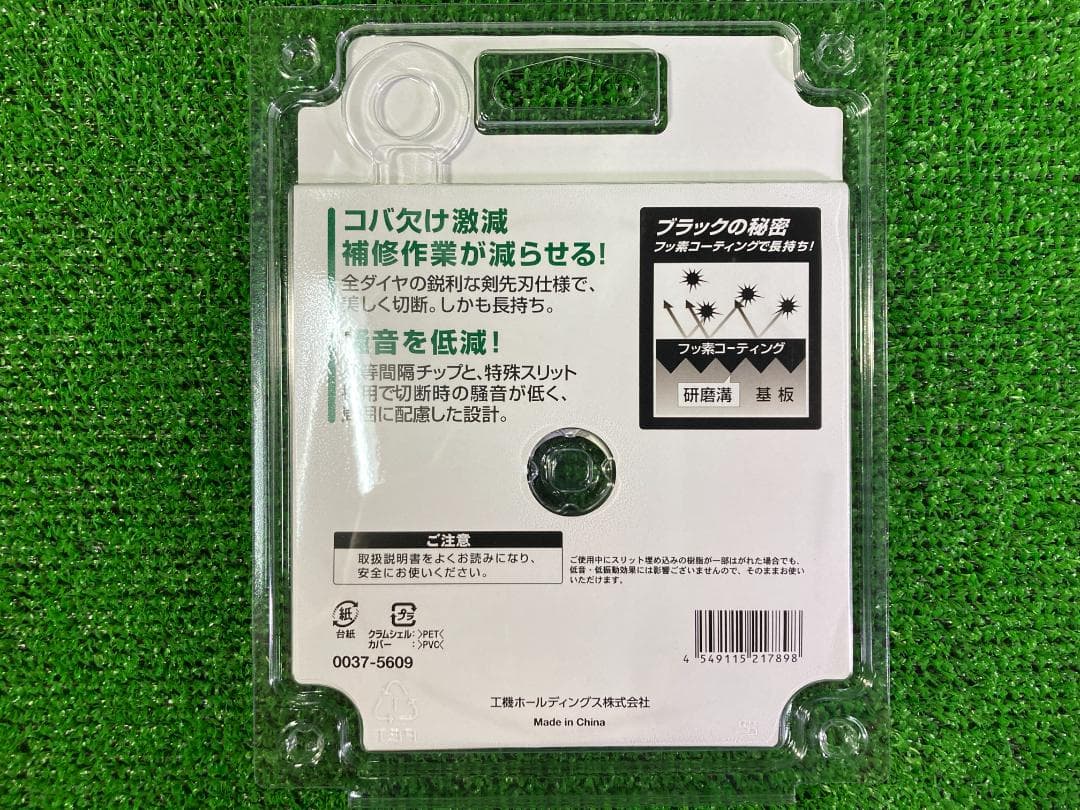 コバ欠け激減
補修作業が減らせる!
全ダイヤの鋭利な剣先刃仕様で、
美しく切断。しかも長持ち。
騒音を低減!
等間隔チップと、特殊スリット
採用で切断時の騒音が低く、
に配慮した設計。
ブラックの秘密
フッ素コーティングで長持ち!
フッ素コーティング
研磨溝
基板
ご注意
取扱説明書をよくお読みになり、
安全にお使いください。
ご使用中にスリット埋め込みの樹脂が一部はがれた場合でも、
低音・低振動効果には影響ございませんので、そのままお使い
いただけます。
紙
台紙
プラ
クラムシェル:>PET<
カバー :>PVC<
0037-5609
4 549115 217898
工機ホールディングス株式会社
Made in China